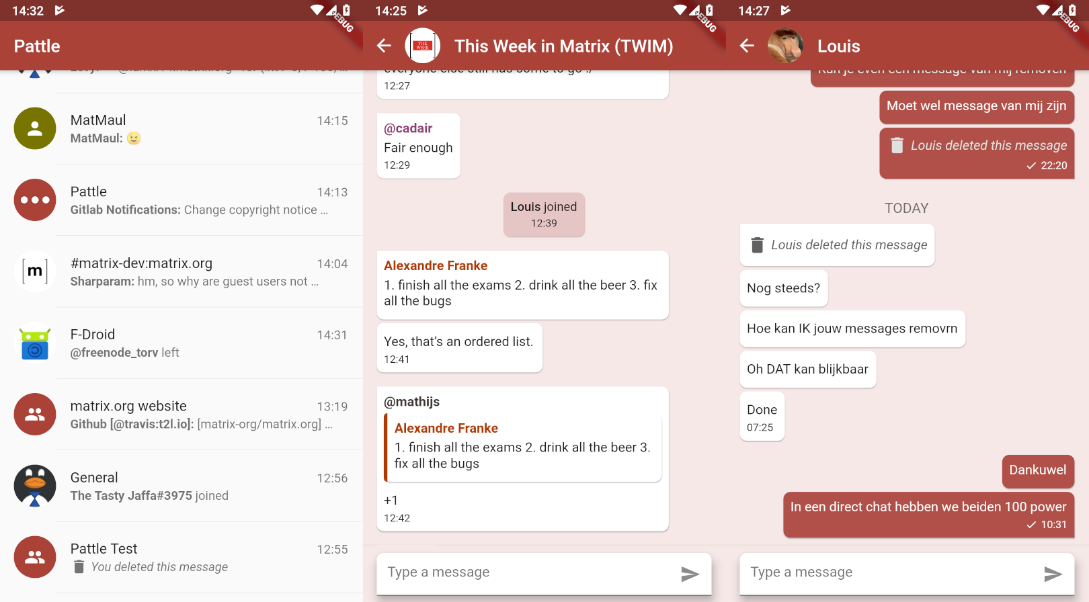 14:32
DEBUG
Pattle
MatMaul
14:15
MatMaul: 😉
Pattle
14:13
Gitlab Notifications: Change copyright notice ...
[m]
#matrix-dev:matrix.org
14:04
Sharparam: hm, so why are guest users not ...
F-Droid
14:31
@freenode_torv left
matrix.org website
13:19
Github [@travis:t2l.io]: [matrix-org/matrix.org] ...
General
12:56
The Tasty Jaffa#3975 joined
Pattle Test
12:55
You deleted this message
14:25
DEBUG
This Week in Matrix (TWIM)
12:27
@cadair
Fair enough
12:29
Louis joined
12:39
Alexandre Franke
1. finish all the exams 2. drink all the beer 3. fix
all the bugs
Yes, that's an ordered list.
12:41
@mathijs
Alexandre Franke
1. finish all the exams 2. drink all the beer 3.
fix all the bugs
+1
12:42
Type a message
14:27
DEBUG
Louis
Kan je even een message van mij removen
Moet wel message van mij zijn
Louis deleted this message
22:20
TODAY
Louis deleted this message
Nog steeds?
Hoe kan IK jouw messages removrn
Oh DAT kan blijkbaar
Done
07:25
Dankuwel
In een direct chat hebben we beiden 100 power
10:31
Type a message